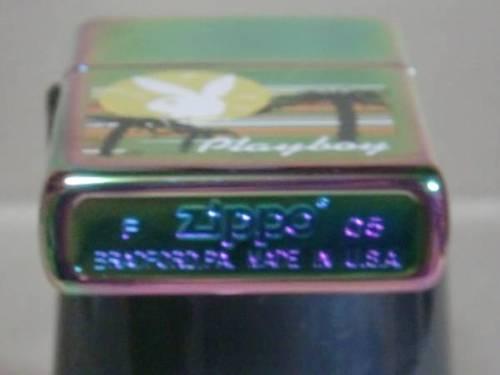 Playboy
F zippo 06
BRADFORD, PA. MADE IN U.S.A.